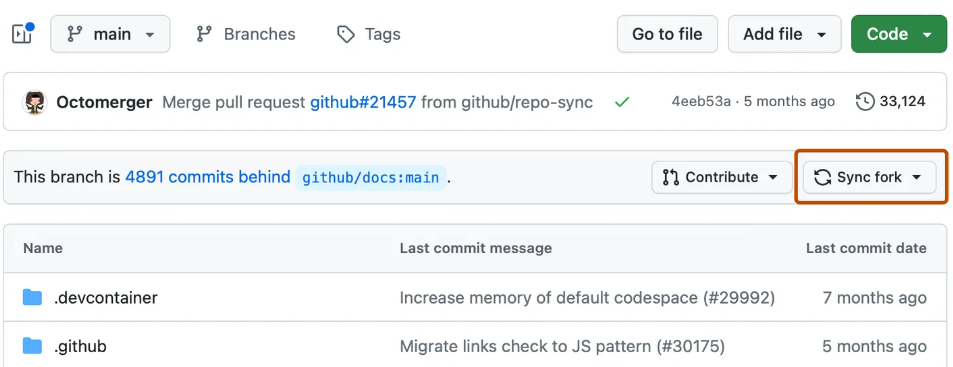 main Branches Tags Go to file Add file Code
Octomerger Merge pull request github#21457 from github/repo-sync 4eeb53a · 5 months ago 33,124
This branch is 4891 commits behind github/docs:main . Contribute Sync fork
Name Last commit message Last commit date
.devcontainer Increase memory of default codespace (#29992) 7 months ago
.github Migrate links check to JS pattern (#30175) 5 months ago